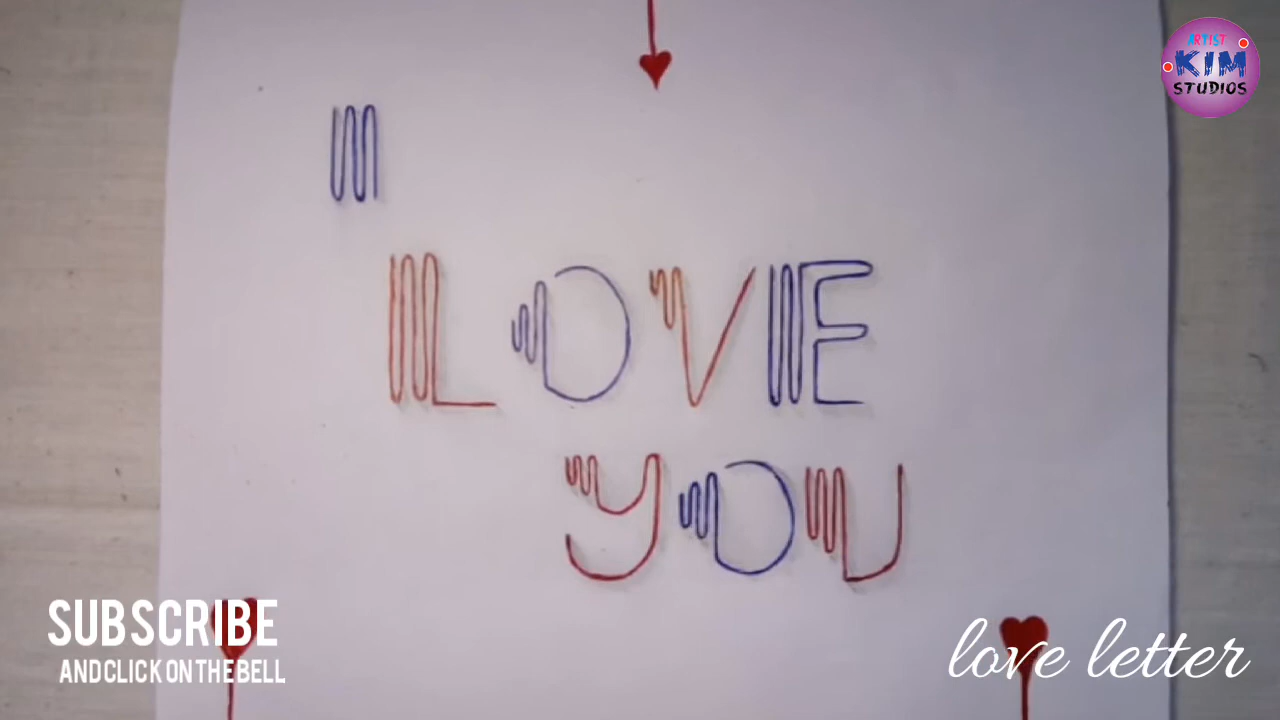 ARTIST
KIM
STUDIOS
I
LOVE
YOU
SUBSCRIBE
AND CLICK ON THE BELL
love letter